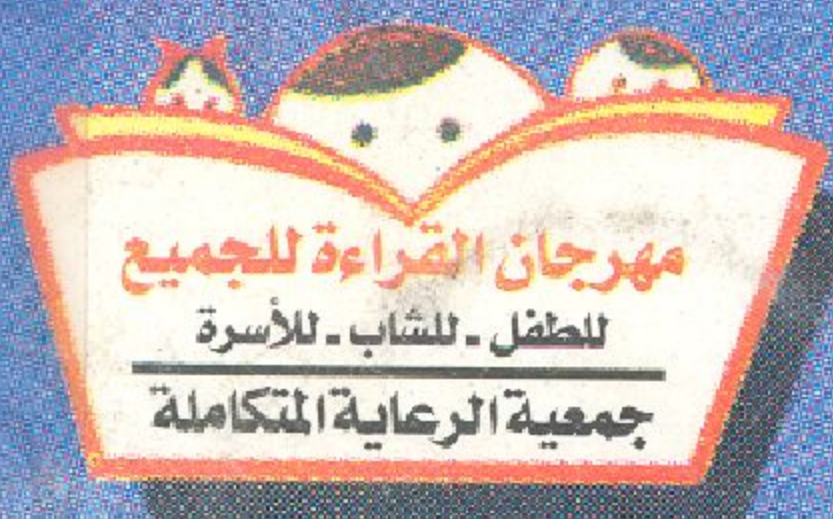 مهرجان القراءة للجميع
للطفل - للشاب - للأسرة
جمعية الرعاية المتكاملة